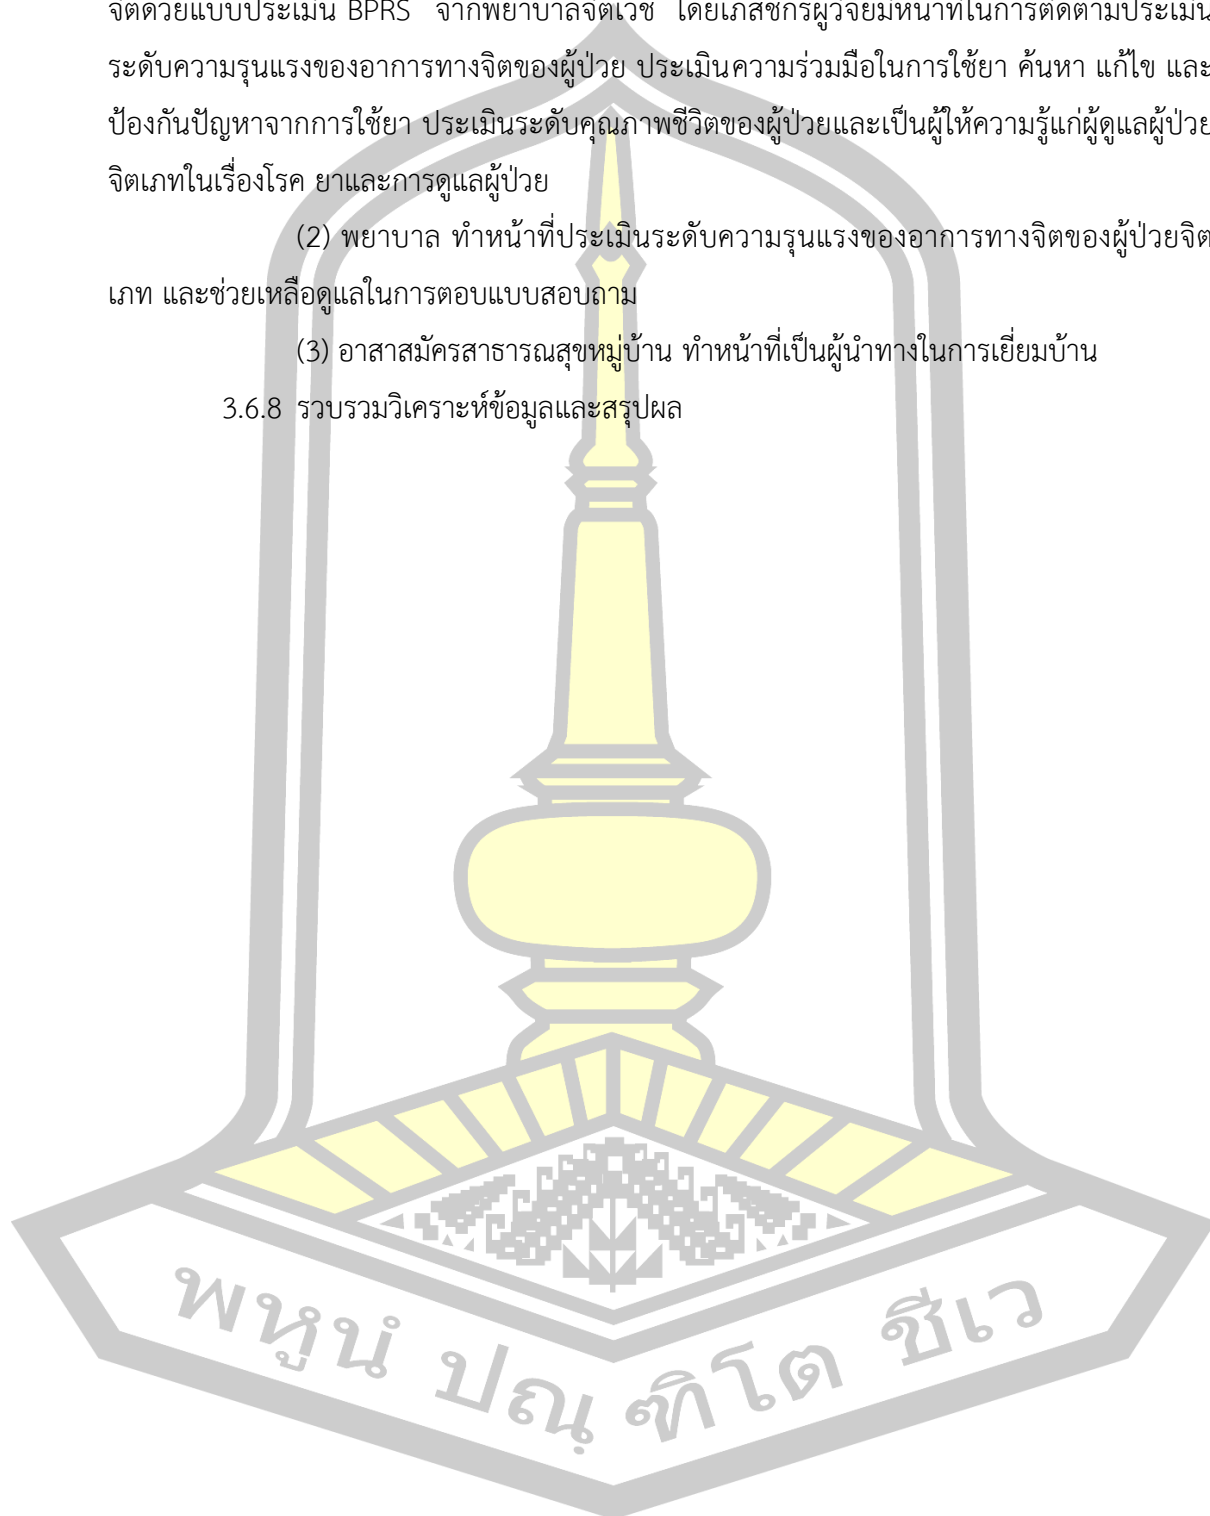 จิตด้วยแบบประเมิน BPRS จากพยาบาลจิตเวช โดยเภสัชกรผู้วิจัยมีหน้าที่ในการติดตามประเมิน
ระดับความรุนแรงของอาการทางจิตของผู้ป่วย ประเมินความร่วมมือในการใช้ยา ค้นหา แก้ไข และ
ป้องกันปัญหาจากการใช้ยา ประเมินระดับคุณภาพชีวิตของผู้ป่วยและเป็นผู้ให้ความรู้แก่ผู้ดูแลผู้ป่วย
จิตเภทในเรื่องโรค ยาและการดูแลผู้ป่วย
(2) พยาบาล ทำหน้าที่ประเมินระดับความรุนแรงของอาการทางจิตของผู้ป่วยจิต
เภท และช่วยเหลือดูแลในการตอบแบบสอบถาม
(3) อาสาสมัครสาธารณสุขหมู่บ้าน ทำหน้าที่เป็นผู้นำทางในการเยี่ยมบ้าน
3.6.8 รวบรวมวิเคราะห์ข้อมูลและสรุปผล
พหูนํ ปณฺฑิโต ชีเว